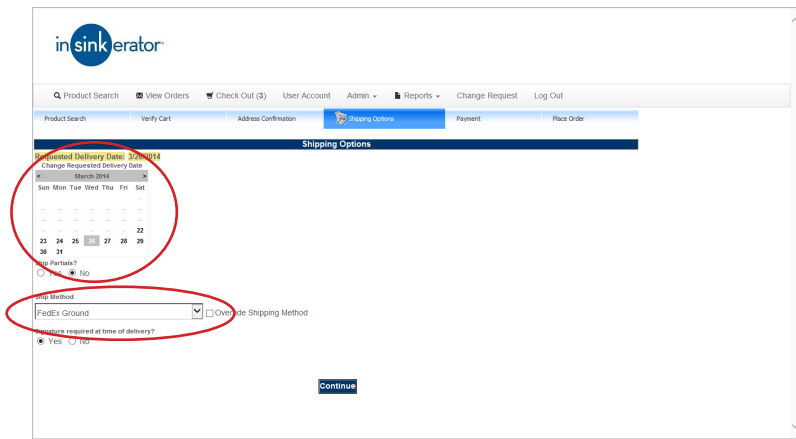 insinkerator
Product Search View Orders Check Out (3) User Account Admin Reports Change Request Log Out
Product Search Verify Cart Address Confirmation Shipping Options Payment Place Order
Shipping Options
Requested Delivery Date: 3/26/2014
Change Requested Delivery Date
< March 2014 >
Sun Mon Tue Wed Thu Fri Sat
-
- - - - - - -
- - - - - - -
- - - - - - 22
23 24 25 26 27 28 29
30 31
Ship Partials?
Yes No
Ship Method
FedEx Ground Override Shipping Method
Signature required at time of delivery?
Yes No
Continue